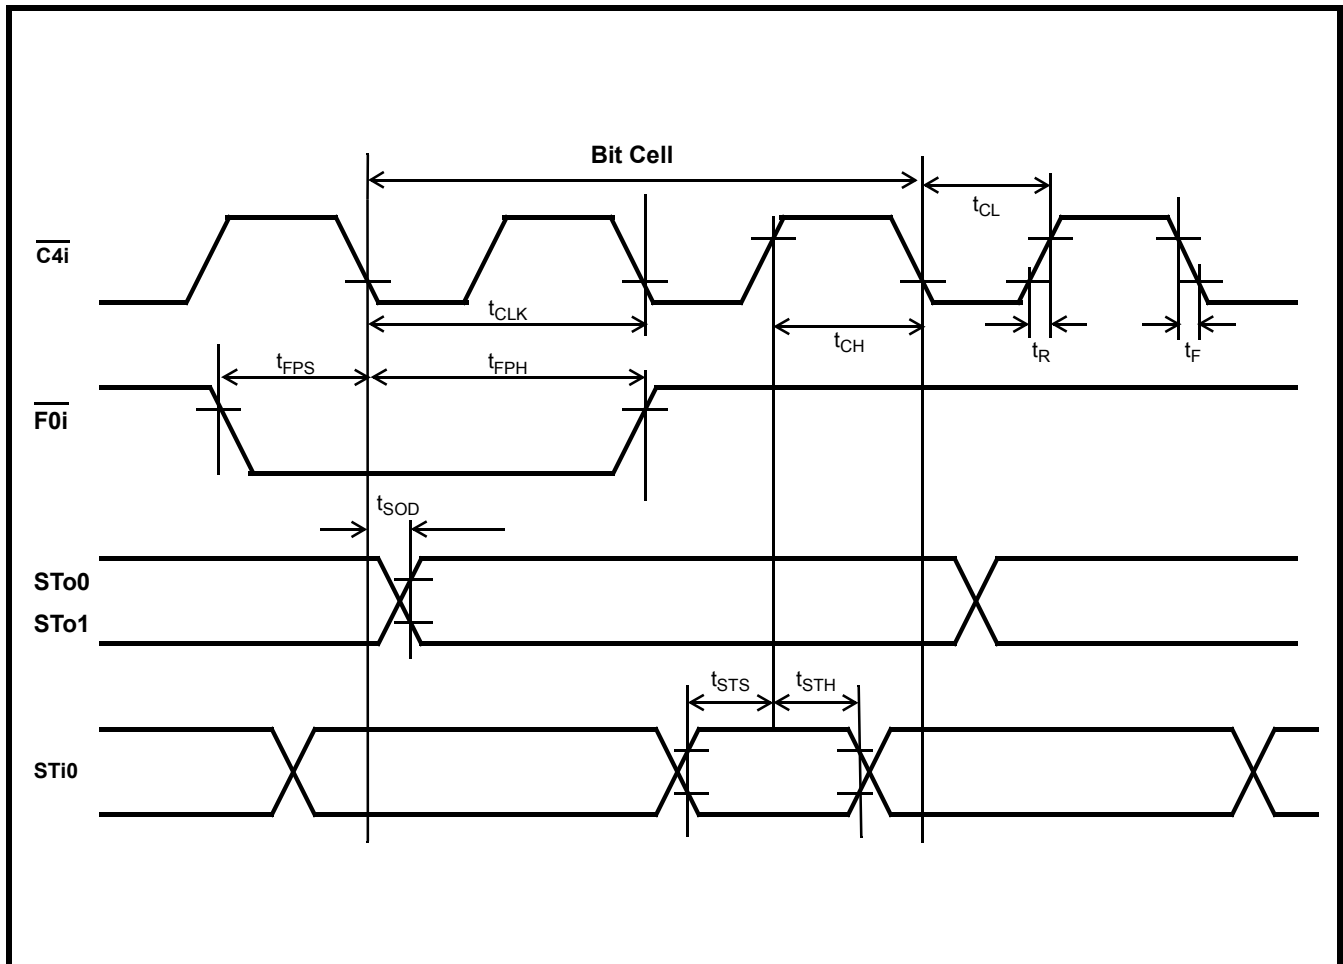 Bit Cell
tCL
C4i
tCLK
tCH
tR
tF
tFPS
tFPH
F0i
tSOD
STo0
STo1
tSTS
tSTH
STi0